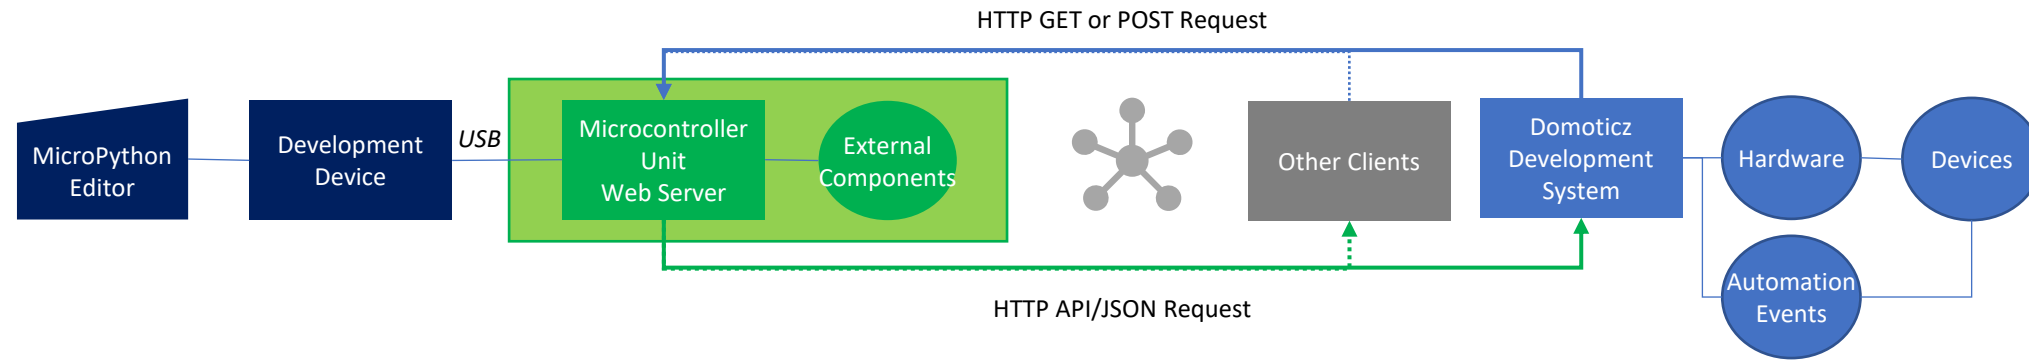 HTTP GET or POST Request
MicroPython
Editor
Development
Device
USB
Microcontroller
Unit
Web Server
External
Components
Other Clients
Domoticz
Development
System
Hardware
Devices
Automation
Events
HTTP API/JSON Request